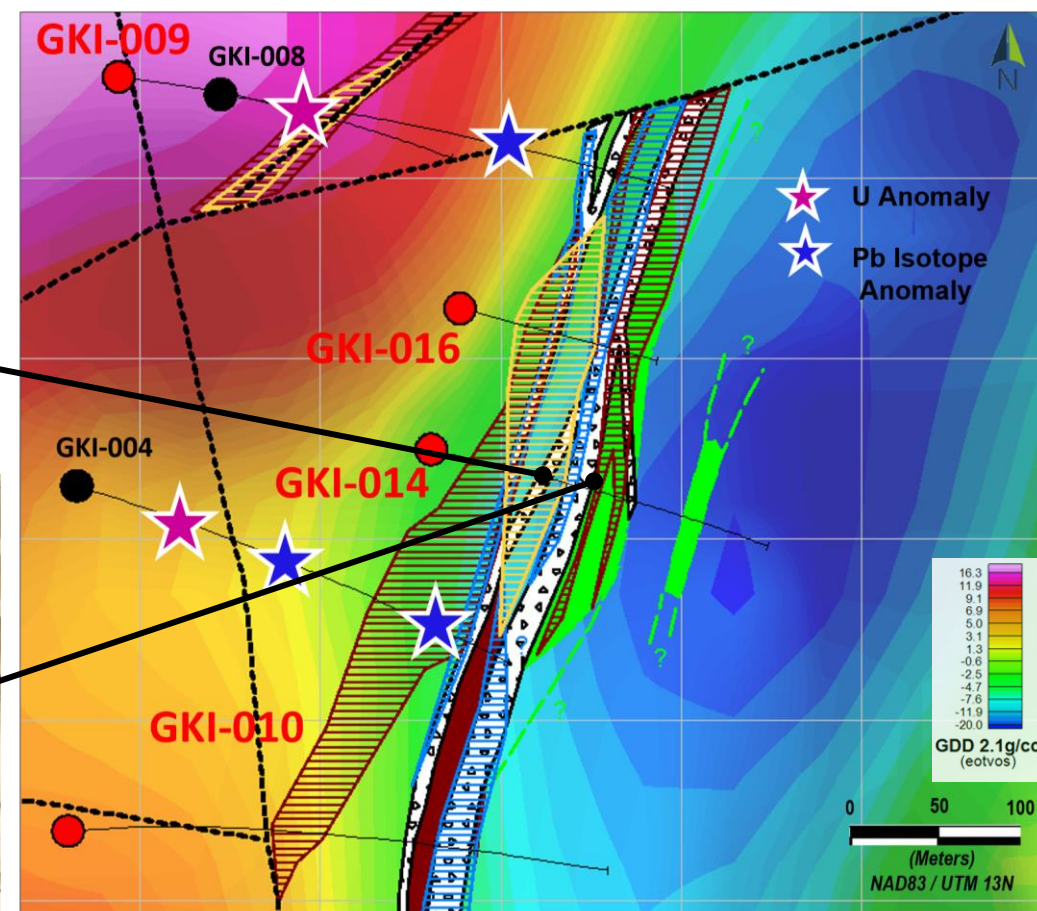 GKI-009
GKI-008
N
?
U Anomaly
Pb Isotope
Anomaly
GKI-016
?
GKI-004
GKI-014
?
?
GKI-010
16.3
11.9
9.1
6.9
5.0
3.1
1.3
-0.6
-2.5
-4.7
-7.6
-11.9
-20.0
GDD 2.1g/cc
(eotvos)
0 50 100
(Meters)
NAD83 / UTM 13N